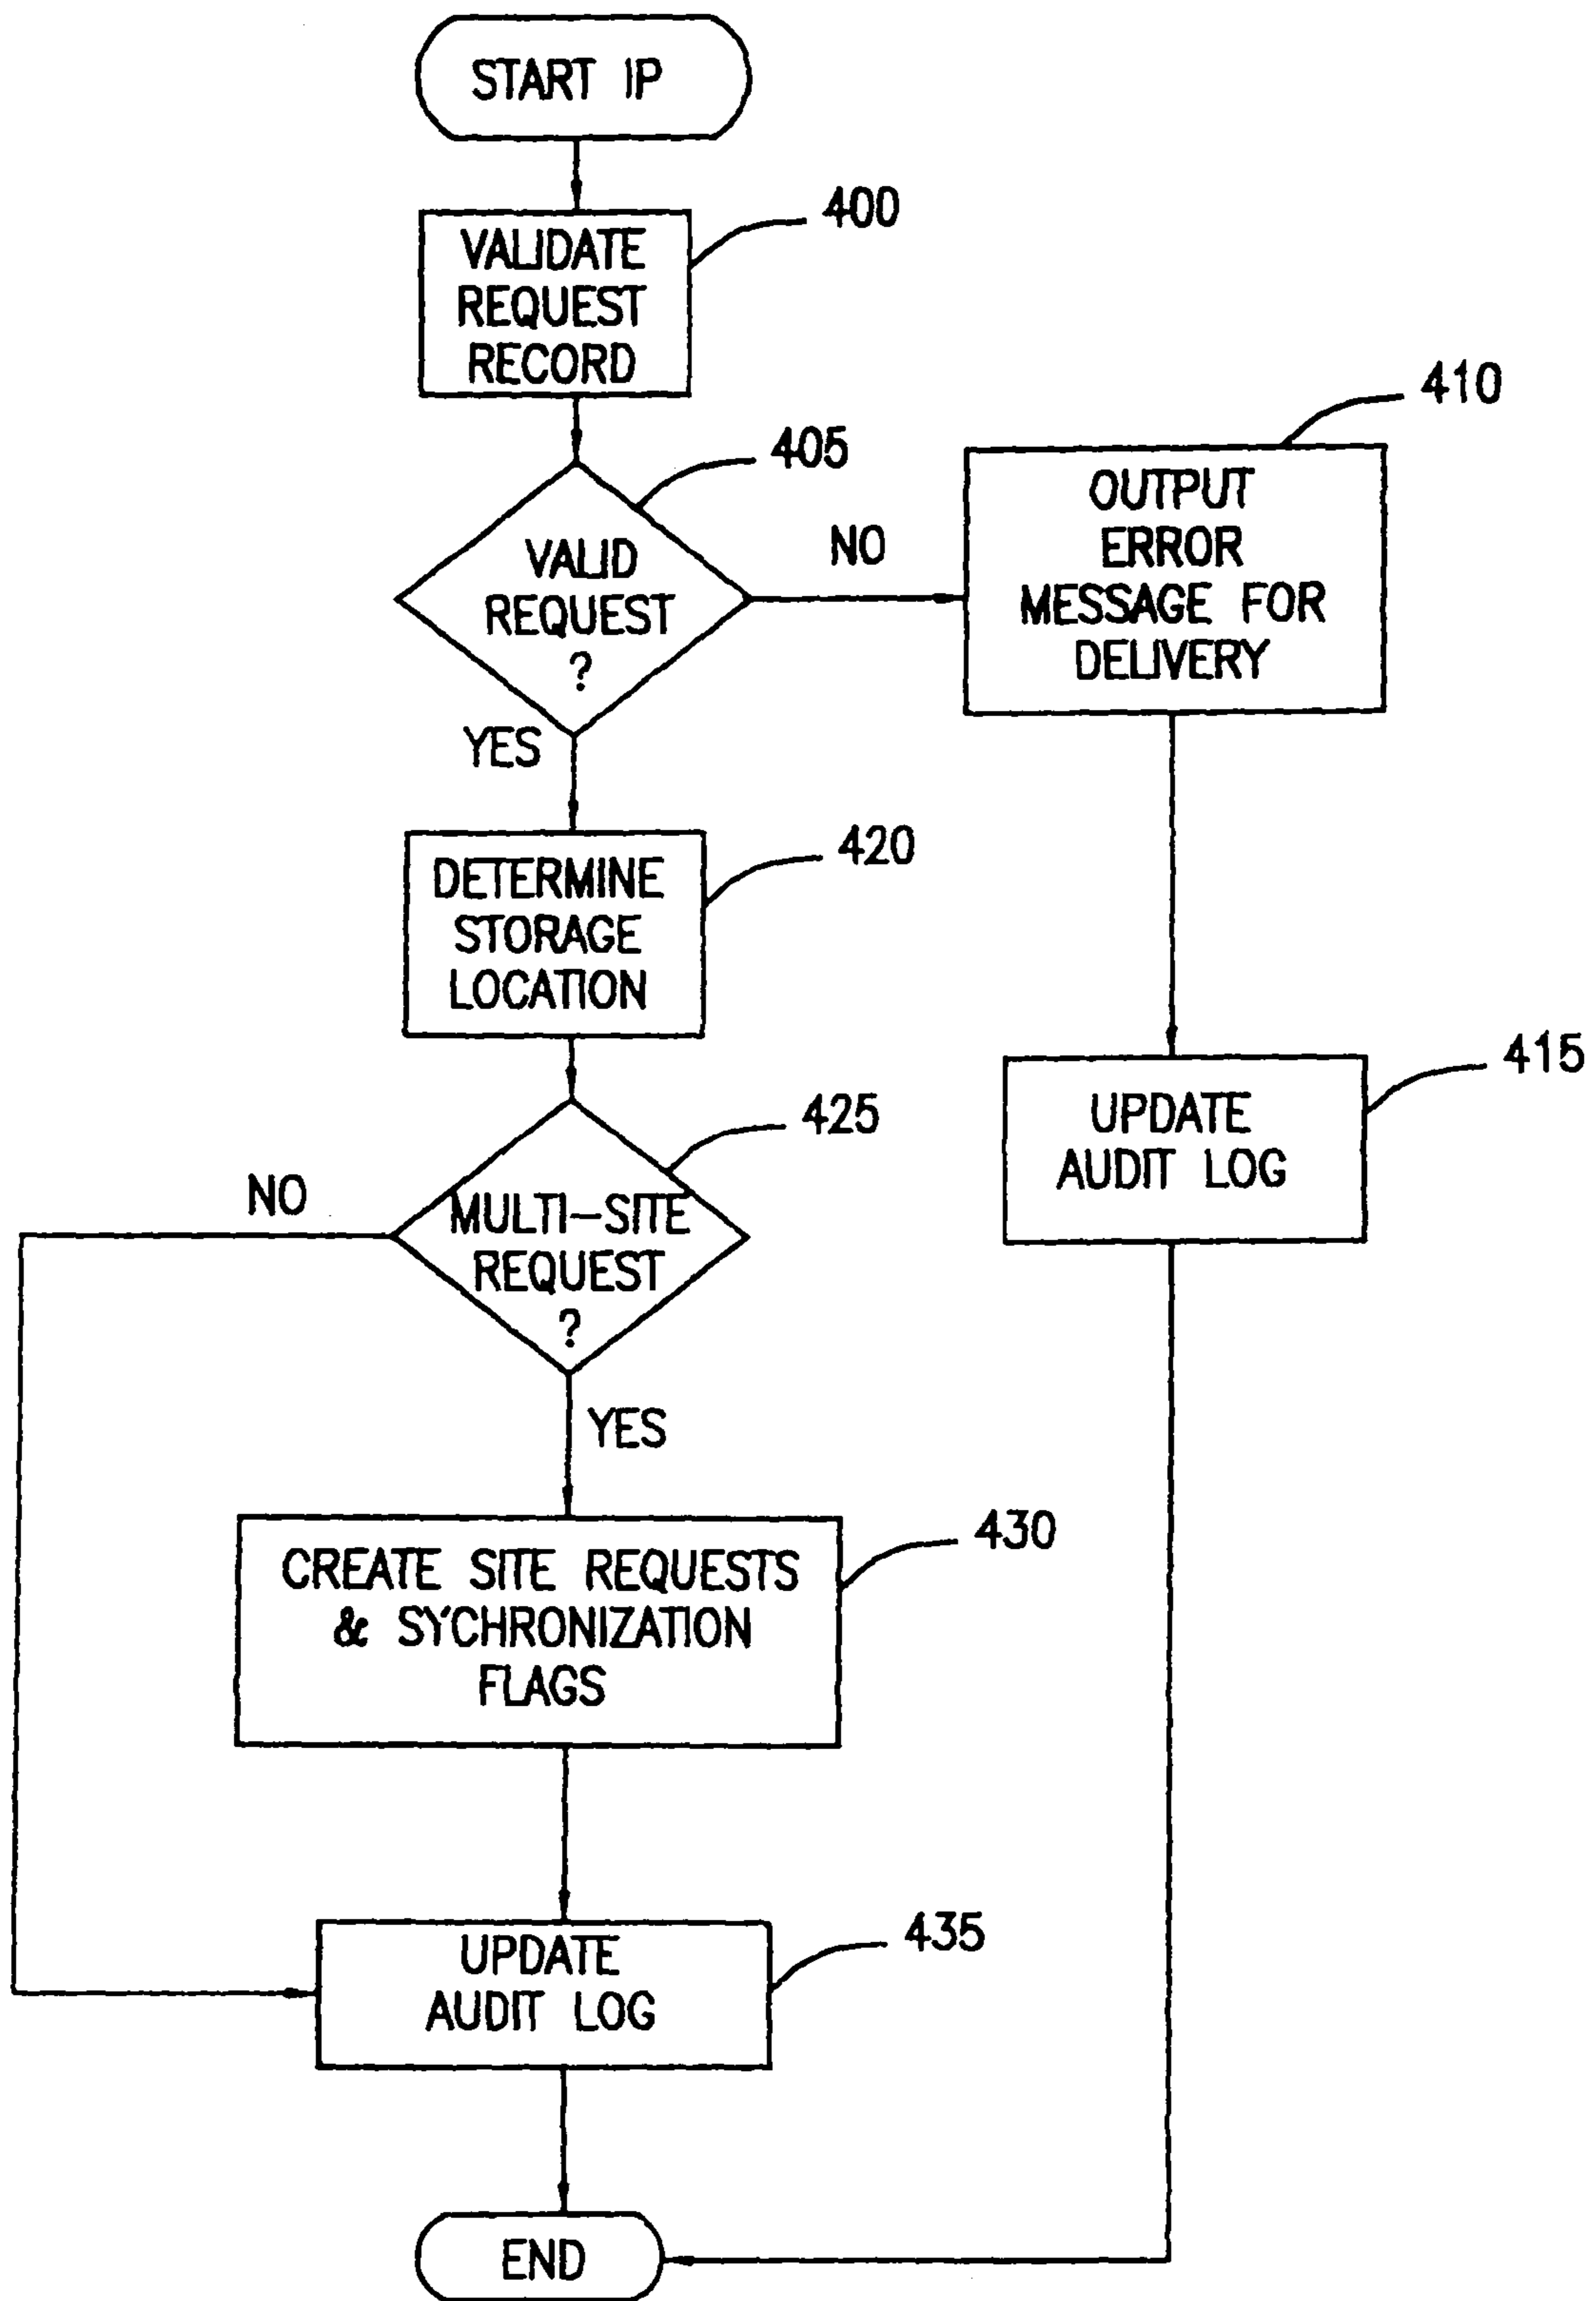 START IP
400
VALIDATE
REQUEST
RECORD
405
VALID
REQUEST
?
NO
410
OUTPUT
ERROR
MESSAGE FOR
DELIVERY
YES
420
DETERMINE
STORAGE
LOCATION
415
UPDATE
AUDIT LOG
425
MULTI-SITE
REQUEST
?
NO
YES
430
CREATE SITE REQUESTS
& SYCHRONIZATION
FLAGS
435
UPDATE
AUDIT LOG
END